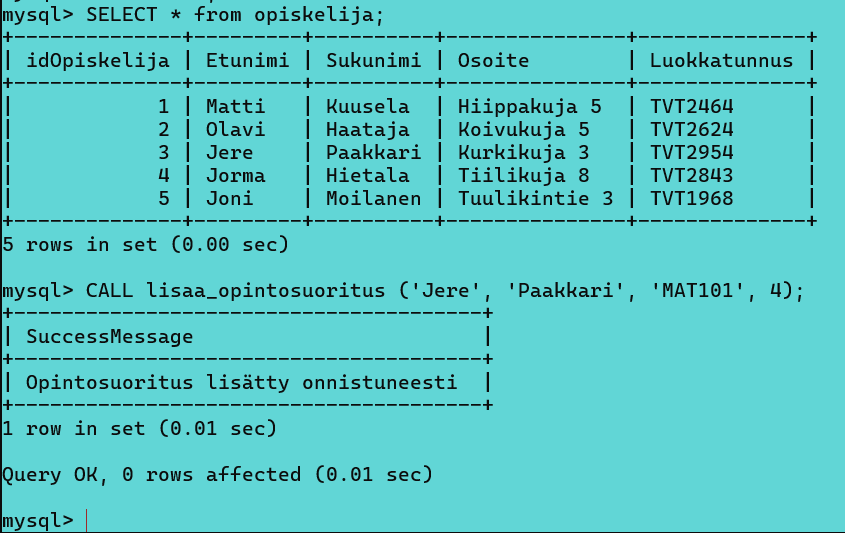 mysql> SELECT * from opiskelija;
+--------------+---------+----------+---------------+--------------+
| idOpiskelija | Etunimi | Sukunimi | Osoite        | Luokkatunnus |
+--------------+---------+----------+---------------+--------------+
|            1 | Matti   | Kuusela  | Hiippakuja 5  | TVT2464      |
|            2 | Olavi   | Haataja  | Koivukuja 5   | TVT2624      |
|            3 | Jere    | Paakkari | Kurkikuja 3   | TVT2954      |
|            4 | Jorma   | Hietala  | Tiilikuja 8   | TVT2843      |
|            5 | Joni    | Moilanen | Tuulikintie 3 | TVT1968      |
+--------------+---------+----------+---------------+--------------+
5 rows in set (0.00 sec)

mysql> CALL lisaa_opintosuoritus ('Jere', 'Paakkari', 'MAT101', 4);
+---------------------------------------+
| SuccessMessage                        |
+---------------------------------------+
| Opintosuoritus lisätty onnistuneesti  |
+---------------------------------------+
1 row in set (0.01 sec)

Query OK, 0 rows affected (0.01 sec)

mysql>